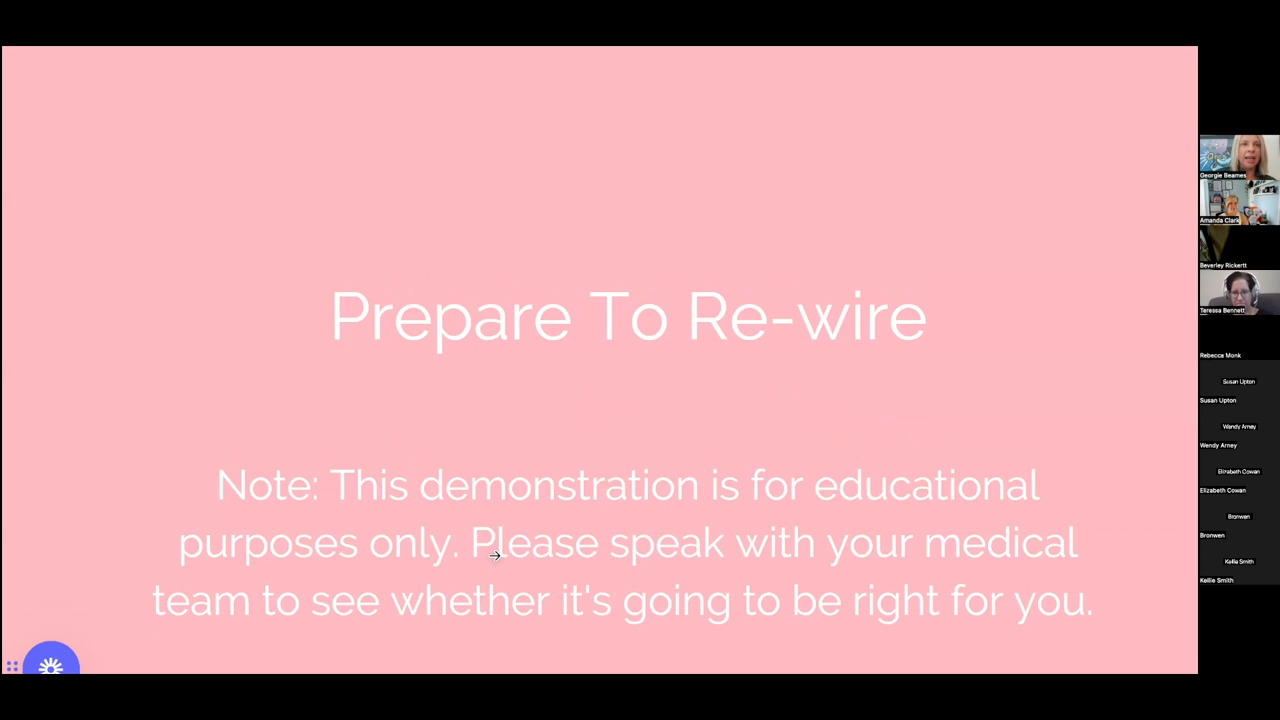 Prepare To Re-wire
Note: This demonstration is for educational
purposes only. Please speak with your medical
team to see whether it's going to be right for you.
Georgie Beames
Amanda Clark
Beverley Rickertt
Teressa Bennett
Rebecca Monk
Susan Upton
Susan Upton
Wendy Arney
Wendy Arney
Elizabeth Cowan
Elizabeth Cowan
Bronwen
Bronwen
Kellie Smith
Kellie Smith